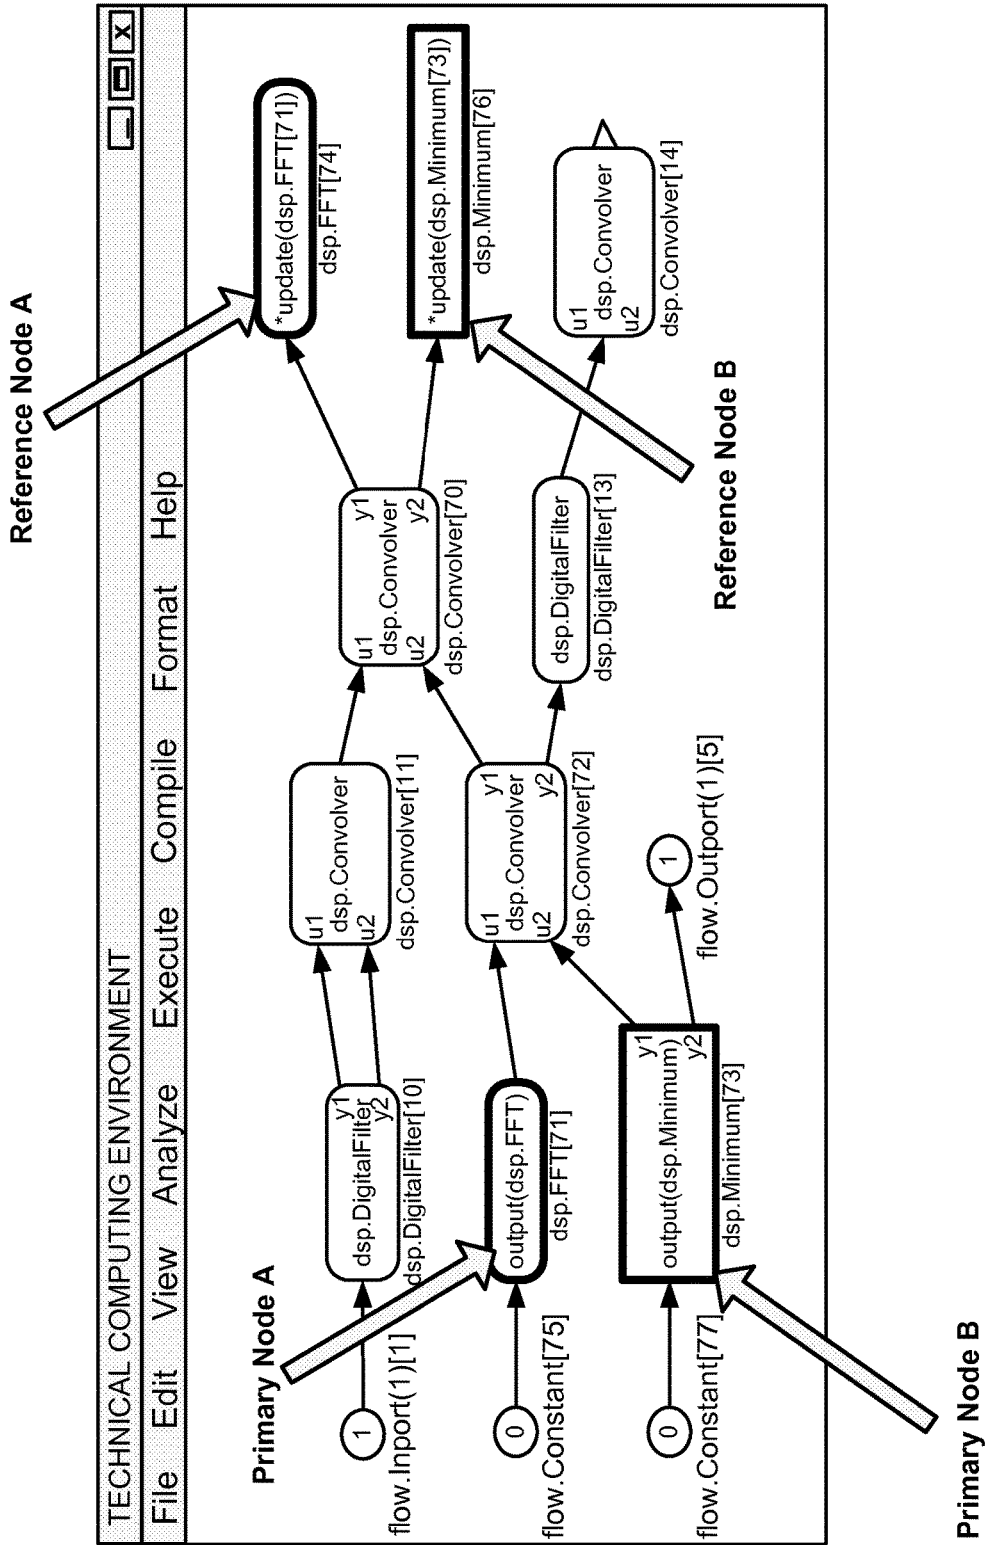 Reference Node A
TECHNICAL COMPUTING ENVIRONMENT
_ X
File Edit View Analyze Execute Compile Format Help
Primary Node A
1
flow.Inport(1)[1]
y1
dsp.DigitalFilter
y2
dsp.DigitalFilter[10]
u1
dsp.Convolver
u2
dsp.Convolver[11]
u1 y1
dsp.Convolver
u2 y2
dsp.Convolver[70]
*update(dsp.FFT[71])
dsp.FFT[74]
0
flow.Constant[75]
output(dsp.FFT)
dsp.FFT[71]
u1 y1
dsp.Convolver
u2 y2
dsp.Convolver[72]
*update(dsp.Minimum[73])
dsp.Minimum[76]
dsp.DigitalFilter
dsp.DigitalFilter[13]
u1
dsp.Convolver
u2
dsp.Convolver[14]
0
flow.Constant[77]
y1
output(dsp.Minimum)
y2
dsp.Minimum[73]
1
flow.Outport(1)[5]
Reference Node B
Primary Node B